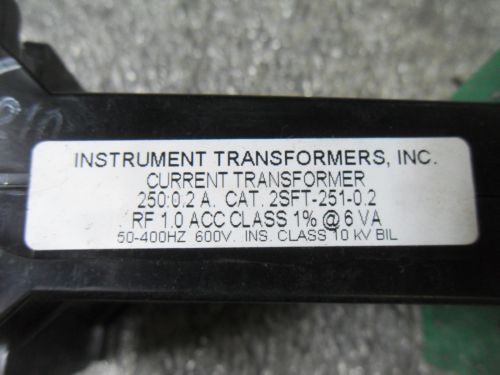 210
INSTRUMENT TRANSFORMERS, INC.
CURRENT TRANSFORMER
250:0.2 A. CAT. 2SFT-251-0.2
RF 1.0 ACC CLASS 1% @ 6 VA
50-400HZ 600V. INS. CLASS 10 kV BIL